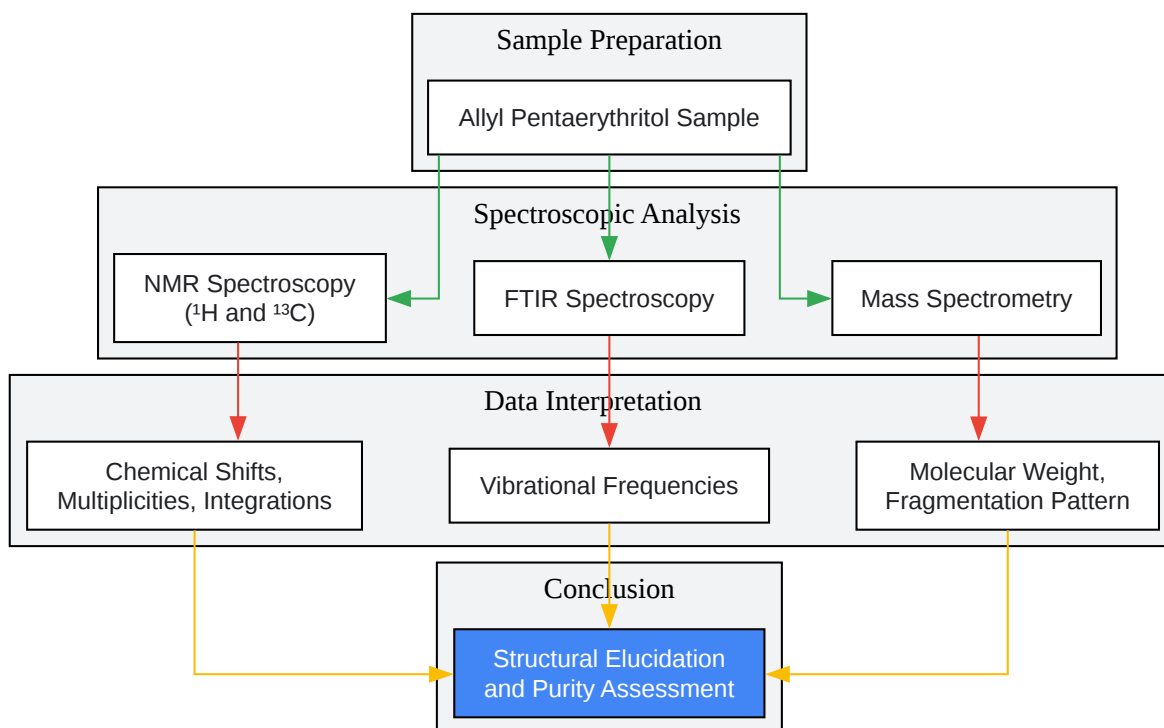 Sample Preparation
Allyl Pentaerythritol Sample
Spectroscopic Analysis
NMR Spectroscopy
(¹H and ¹³C)
FTIR Spectroscopy
Mass Spectrometry
Data Interpretation
Chemical Shifts,
Multiplicities, Integrations
Vibrational Frequencies
Molecular Weight,
Fragmentation Pattern
Conclusion
Structural Elucidation
and Purity Assessment